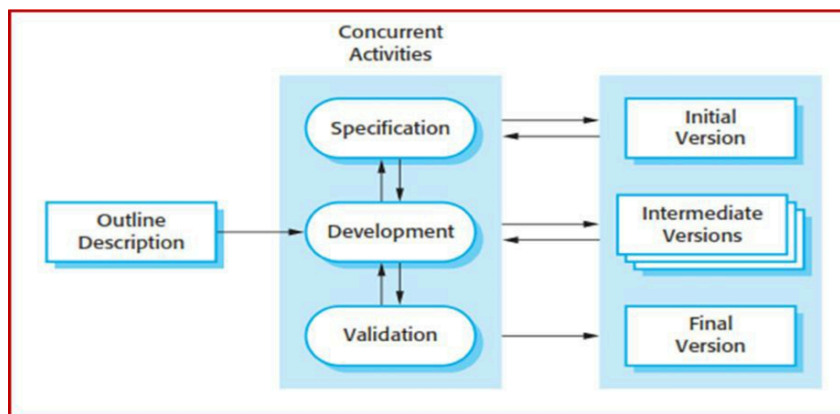 Concurrent
Activities
Specification
Initial
Version
Outline
Description
Development
Intermediate
Versions
Validation
Final
Version